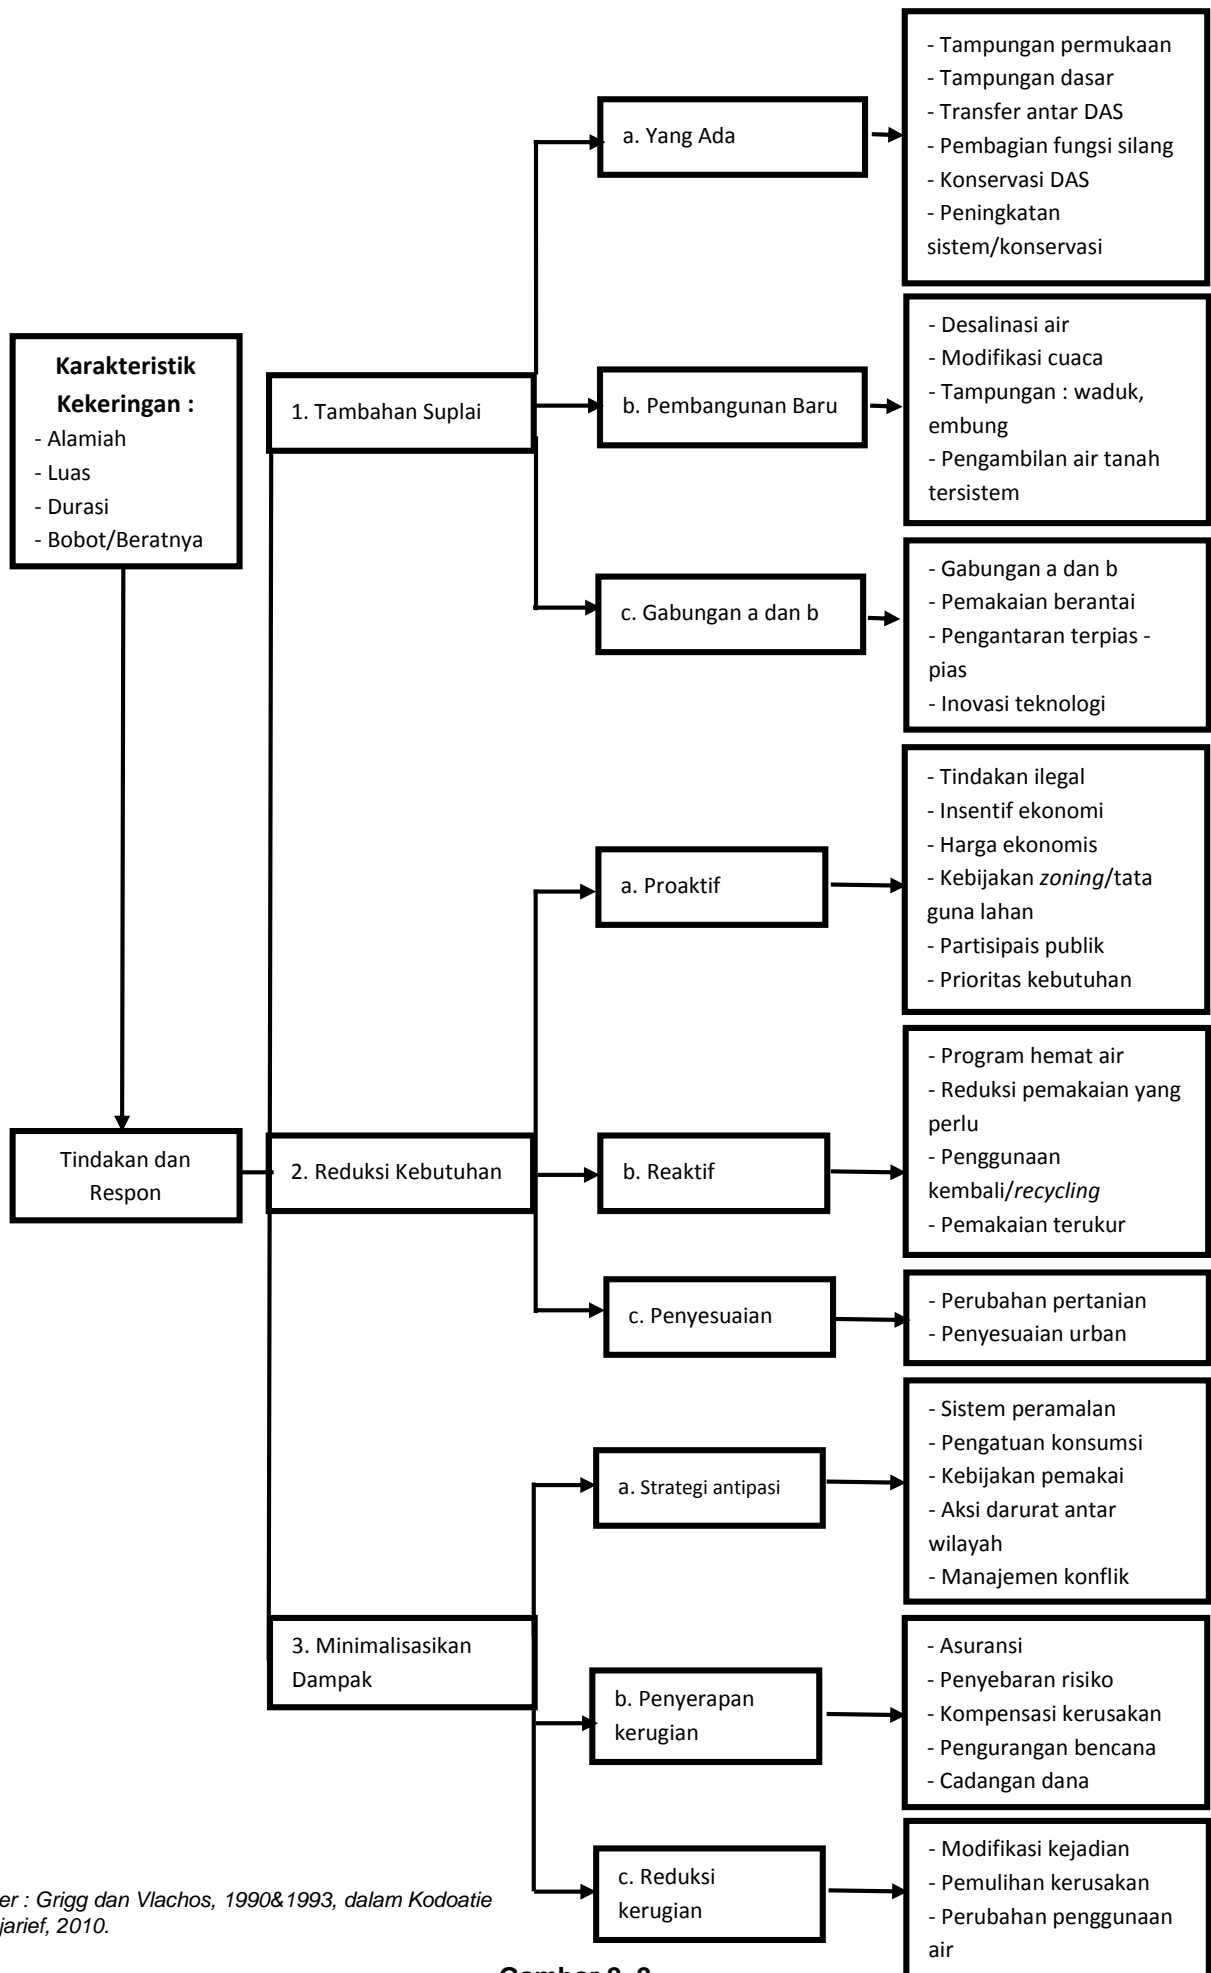 Karakteristik
Kekeringan :
- Alamiah
- Luas
- Durasi
- Bobot/Beratnya
Tindakan dan
Respon
1. Tambahan Suplai
a. Yang Ada
- Tampungan permukaan
- Tampungan dasar
- Transfer antar DAS
- Pembagian fungsi silang
- Konservasi DAS
- Peningkatan
sistem/konservasi
b. Pembangunan Baru
- Desalinasi air
- Modifikasi cuaca
- Tampungan : waduk,
embung
- Pengambilan air tanah
tersistem
c. Gabungan a dan b
- Gabungan a dan b
- Pemakaian berantai
- Pengantaran terpias -
pias
- Inovasi teknologi
2. Reduksi Kebutuhan
a. Proaktif
- Tindakan ilegal
- Insentif ekonomi
- Harga ekonomis
- Kebijakan zoning/tata
guna lahan
- Partisipais publik
- Prioritas kebutuhan
b. Reaktif
- Program hemat air
- Reduksi pemakaian yang
perlu
- Penggunaan
kembali/recycling
- Pemakaian terukur
c. Penyesuaian
- Perubahan pertanian
- Penyesuaian urban
3. Minimalisasikan
Dampak
a. Strategi antipasi
- Sistem peramalan
- Pengatuan konsumsi
- Kebijakan pemakai
- Aksi darurat antar
wilayah
- Manajemen konflik
b. Penyerapan
kerugian
- Asuransi
- Penyebaran risiko
- Kompensasi kerusakan
- Pengurangan bencana
- Cadangan dana
c. Reduksi
kerugian
- Modifikasi kejadian
- Pemulihan kerusakan
- Perubahan penggunaan
air
er : Grigg dan Vlachos, 1990&1993, dalam Kodoatie
jarief, 2010.